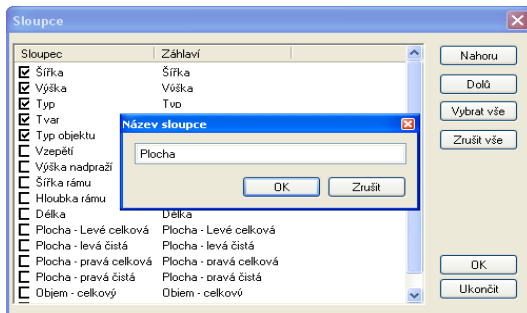 Sloupce
Sloupec Záhlaví
Šířka Šířka
Výška Výška
Typ Typ
Tvar
Typ objektu
Vzepětí
Výška nadpraží
Šířka rámu
Hloubka rámu
Délka Délka
Plocha - Levé celková Plocha - Levé celková
Plocha - levá čistá Plocha - levá čistá
Plocha - pravá celková Plocha - pravá celková
Plocha - pravá čistá Plocha - pravá čistá
Objem - celkový Objem - celkový
Název sloupce
Plocha
OK Zrušit
Nahoru
Dolů
Vybrat vše
Zrušit vše
OK
Ukončit